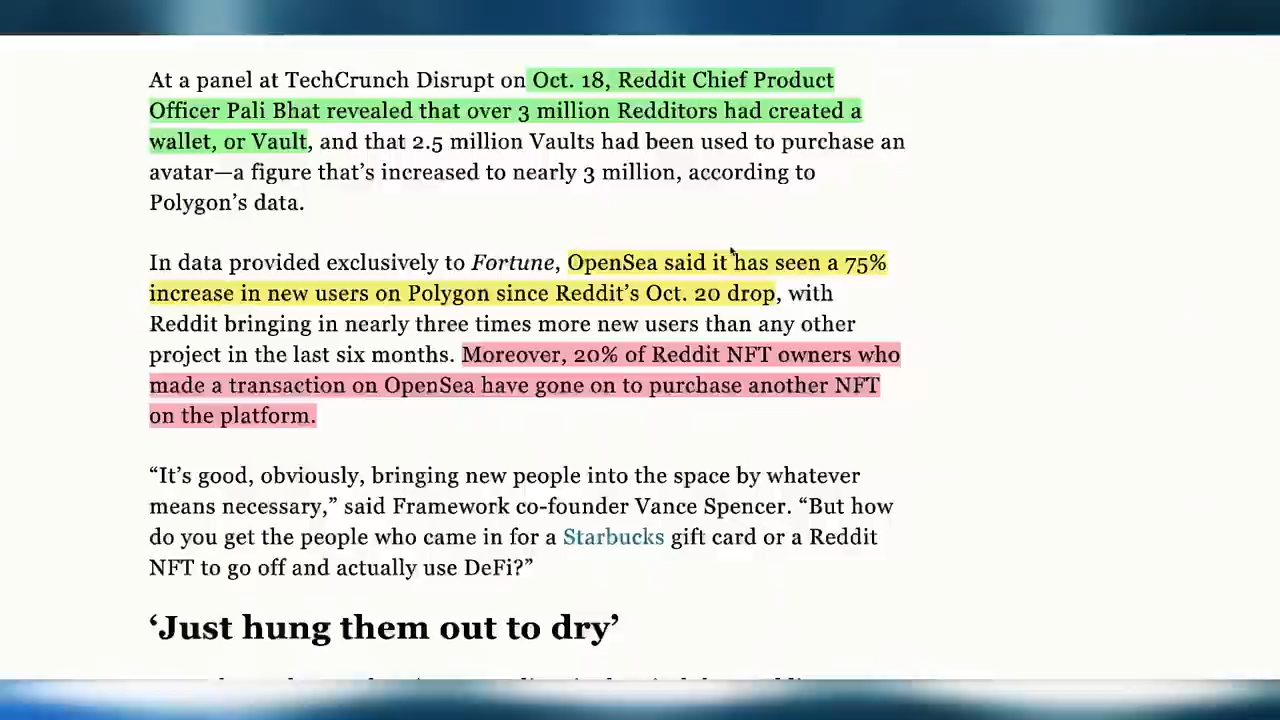 At a panel at TechCrunch Disrupt on Oct. 18, Reddit Chief Product
Officer Pali Bhat revealed that over 3 million Redditors had created a
wallet, or Vault, and that 2.5 million Vaults had been used to purchase an
avatar—a figure that’s increased to nearly 3 million, according to
Polygon’s data.
In data provided exclusively to Fortune, OpenSea said it has seen a 75%
increase in new users on Polygon since Reddit’s Oct. 20 drop, with
Reddit bringing in nearly three times more new users than any other
project in the last six months. Moreover, 20% of Reddit NFT owners who
made a transaction on OpenSea have gone on to purchase another NFT
on the platform.
“It’s good, obviously, bringing new people into the space by whatever
means necessary,” said Framework co-founder Vance Spencer. “But how
do you get the people who came in for a Starbucks gift card or a Reddit
NFT to go off and actually use DeFi?”
‘Just hung them out to dry’